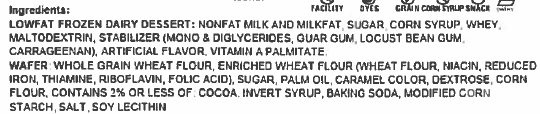 Ingredients:
FACILITY DYES GRAIN CORN SYRUP SNACK
LOWFAT FROZEN DAIRY DESSERT: NONFAT MILK AND MILKFAT, SUGAR, CORN SYRUP, WHEY,
MALTODEXTRIN, STABILIZER (MONO & DIGLYCERIDES, GUAR GUM, LOCUST BEAN GUM,
CARRAGEENAN), ARTIFICIAL FLAVOR, VITAMIN A PALMITATE.
WAFER: WHOLE GRAIN WHEAT FLOUR, ENRICHED WHEAT FLOUR (WHEAT FLOUR, NIACIN, REDUCED
IRON, THIAMINE, RIBOFLAVIN, FOLIC ACID), SUGAR, PALM OIL, CARAMEL COLOR, DEXTROSE, CORN
FLOUR, CONTAINS 2% OR LESS OF: COCOA, INVERT SYRUP, BAKING SODA, MODIFIED CORN
STARCH, SALT, SOY LECITHIN